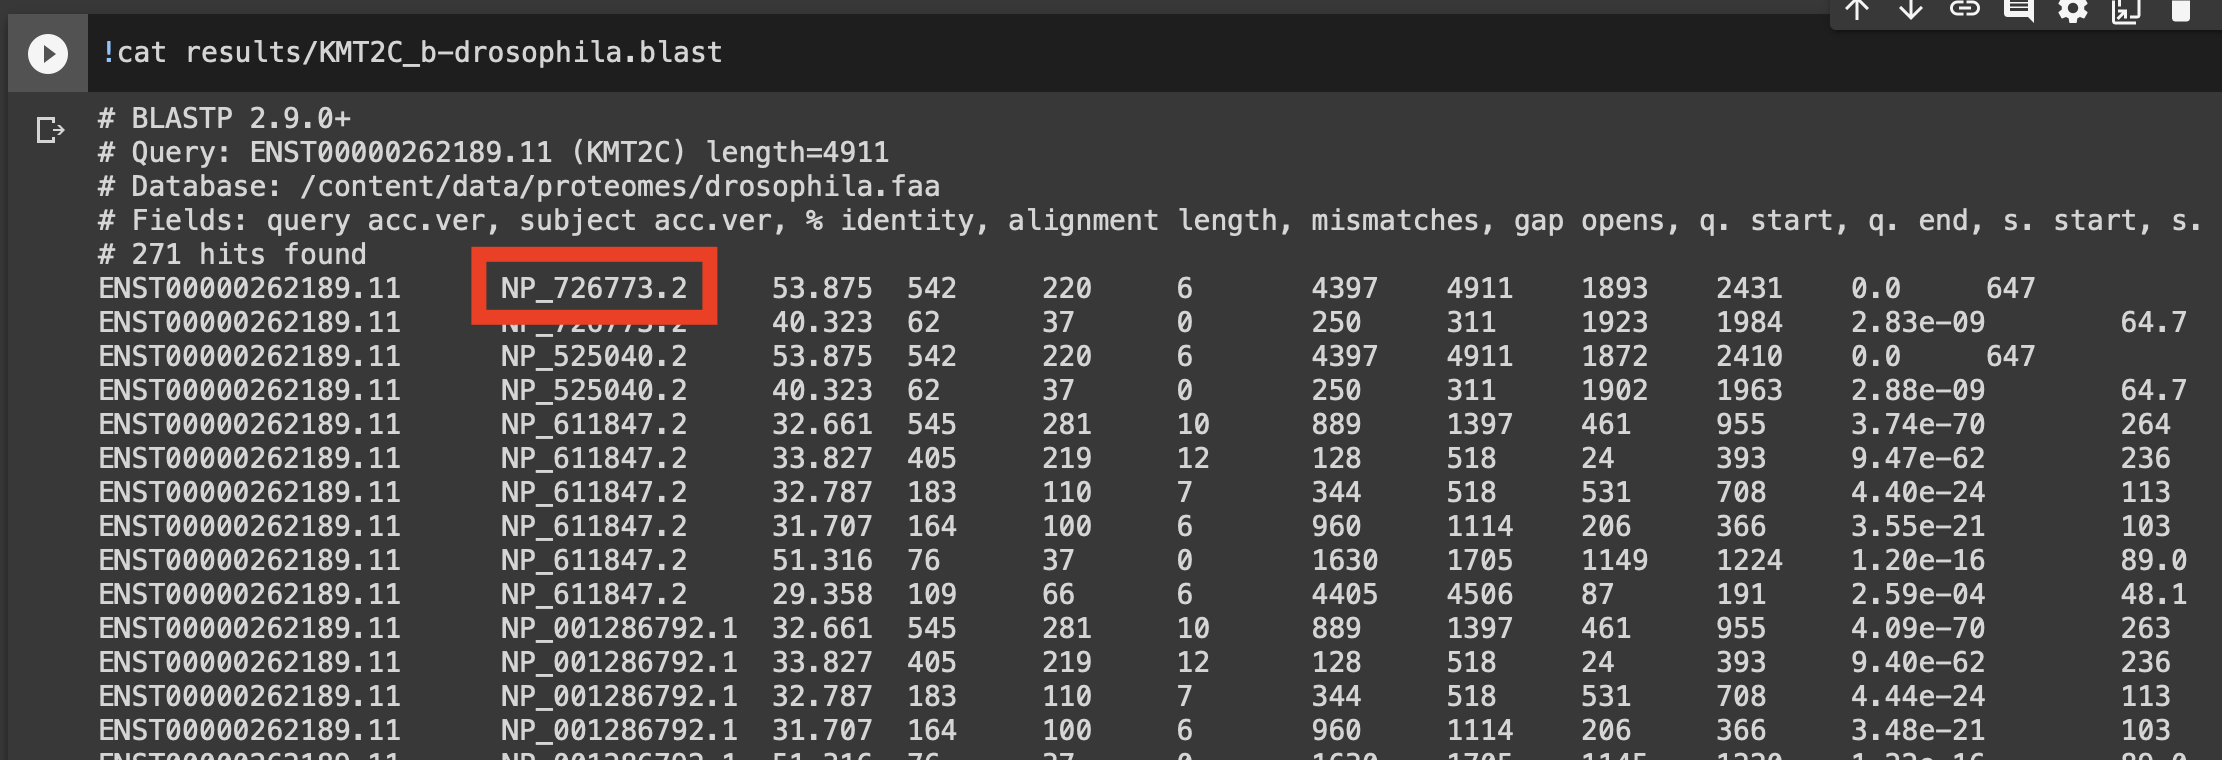 !cat results/KMT2C_b-drosophila.blast
# BLASTP 2.9.0+
# Query: ENST00000262189.11 (KMT2C) length=4911
# Database: /content/data/proteomes/drosophila.faa
# Fields: query acc.ver, subject acc.ver, % identity, alignment length, mismatches, gap opens, q. start, q. end, s. start, s.
# 271 hits found
ENST00000262189.11 NP_726773.2 53.875 542 220 6 4397 4911 1893 2431 0.0 647
ENST00000262189.11 NP_726773.2 40.323 62 37 0 250 311 1923 1984 2.83e-09 64.7
ENST00000262189.11 NP_525040.2 53.875 542 220 6 4397 4911 1872 2410 0.0 647
ENST00000262189.11 NP_525040.2 40.323 62 37 0 250 311 1902 1963 2.88e-09 64.7
ENST00000262189.11 NP_611847.2 32.661 545 281 10 889 1397 461 955 3.74e-70 264
ENST00000262189.11 NP_611847.2 33.827 405 219 12 128 518 24 393 9.47e-62 236
ENST00000262189.11 NP_611847.2 32.787 183 110 7 344 518 531 708 4.40e-24 113
ENST00000262189.11 NP_611847.2 31.707 164 100 6 960 1114 206 366 3.55e-21 103
ENST00000262189.11 NP_611847.2 51.316 76 37 0 1630 1705 1149 1224 1.20e-16 89.0
ENST00000262189.11 NP_611847.2 29.358 109 66 6 4405 4506 87 191 2.59e-04 48.1
ENST00000262189.11 NP_001286792.1 32.661 545 281 10 889 1397 461 955 4.09e-70 263
ENST00000262189.11 NP_001286792.1 33.827 405 219 12 128 518 24 393 9.40e-62 236
ENST00000262189.11 NP_001286792.1 32.787 183 110 7 344 518 531 708 4.44e-24 113
ENST00000262189.11 NP_001286792.1 31.707 164 100 6 960 1114 206 366 3.48e-21 103
ENST00000262189.11 NP_001286792.1 51.316 76 37 0 1630 1705 1145